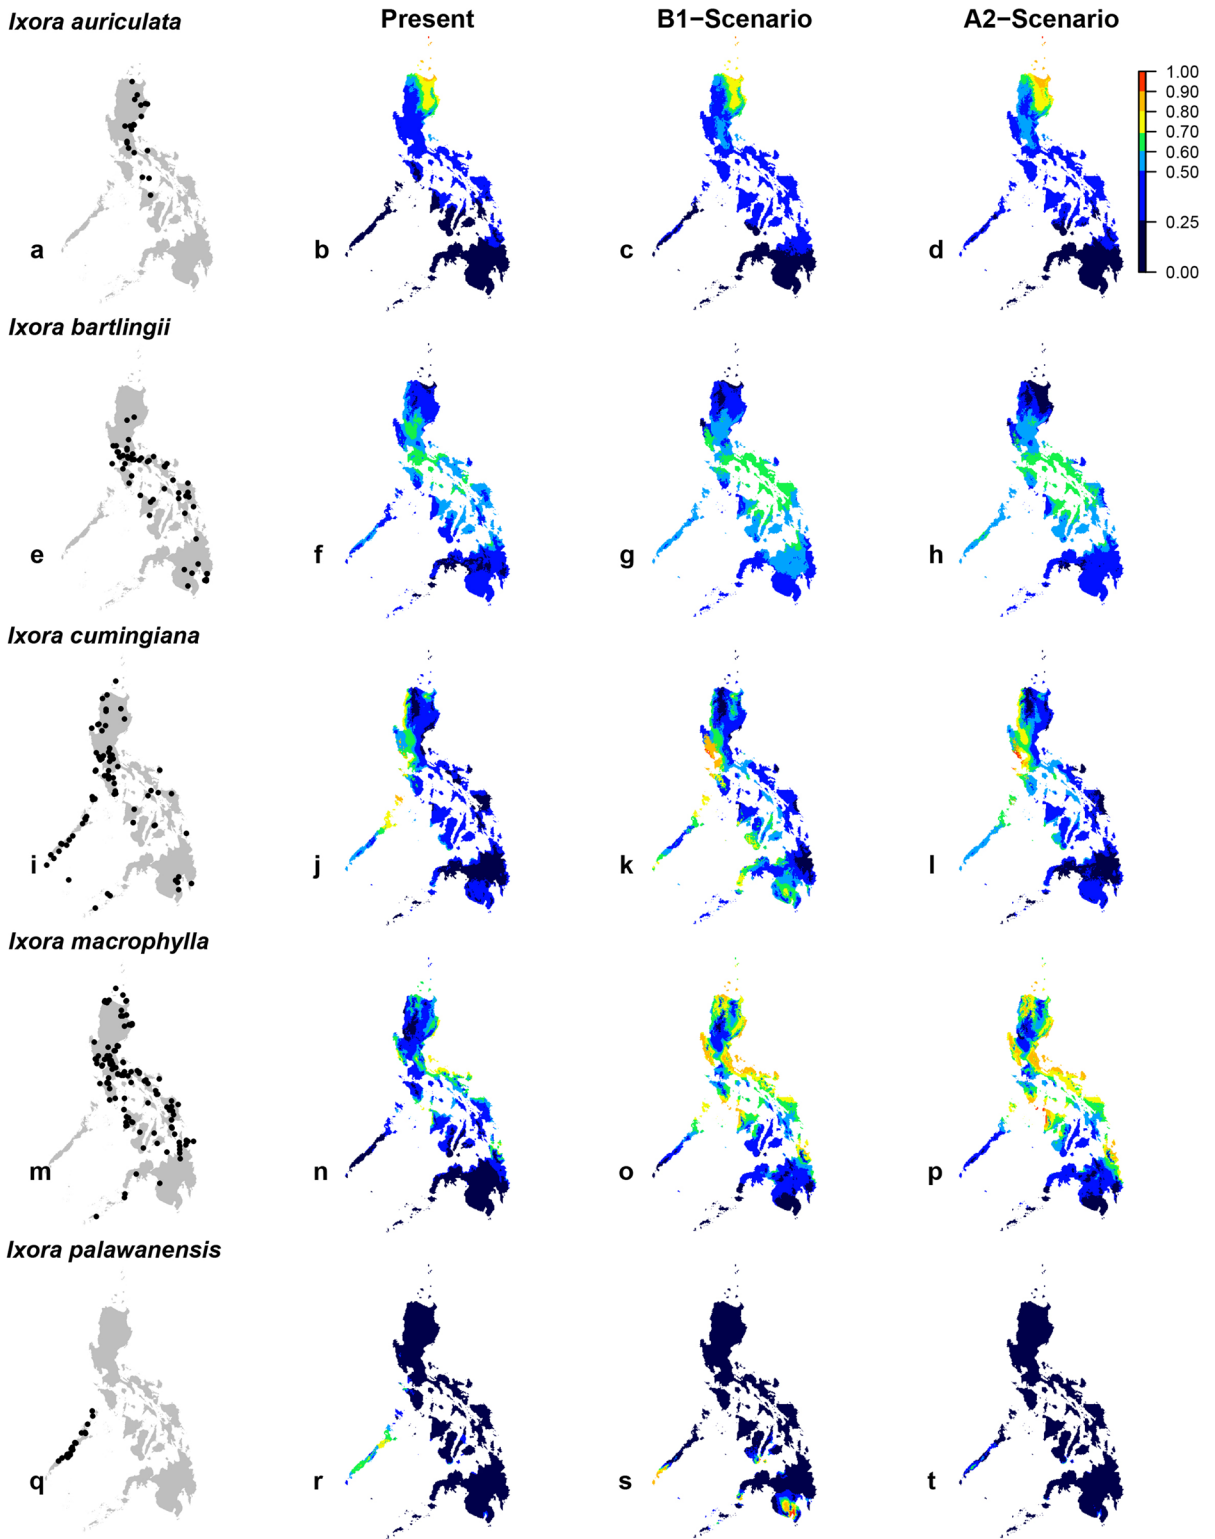 Ixora auriculata
Present
B1−Scenario
A2−Scenario
1.00
0.90
0.80
0.70
0.60
0.50
0.25
0.00
a
b
c
d
Ixora bartlingii
e
f
g
h
Ixora cumingiana
i
j
k
l
Ixora macrophylla
m
n
o
p
Ixora palawanensis
q
r
s
t